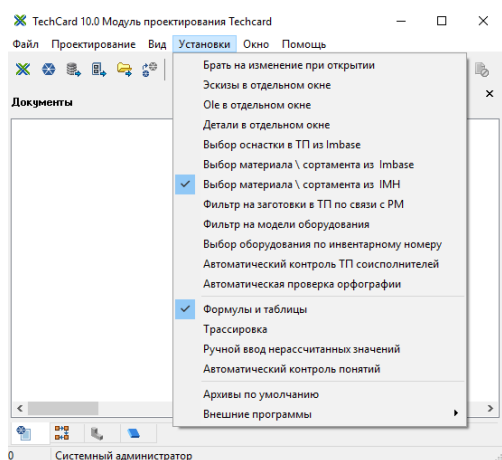 TechCard 10.0 Модуль проектирования Techcard
Файл Проектирование Вид Установки Окно Помощь
Документы
Брать на изменение при открытии
Эскизы в отдельном окне
Ole в отдельном окне
Детали в отдельном окне
Выбор оснастки в ТП из Imbase
Выбор материала \ сортамента из Imbase
Выбор материала \ сортамента из IMH
Фильтр на заготовки в ТП по связи с РМ
Фильтр на модели оборудования
Выбор оборудования по инвентарному номеру
Автоматический контроль ТП соисполнителей
Автоматическая проверка орфографии
Формулы и таблицы
Трассировка
Ручной ввод нерассчитанных значений
Автоматический контроль понятий
Архивы по умолчанию
Внешние программы
0 Системный администратор